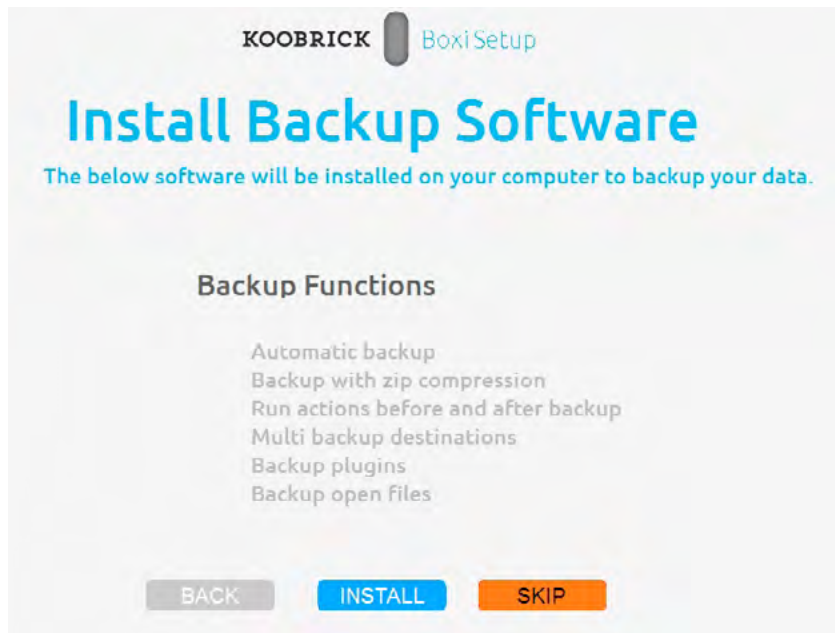 KOOBRICK Boxi Setup
Install Backup Software
The below software will be installed on your computer to backup your data.
Backup Functions
Automatic backup
Backup with zip compression
Run actions before and after backup
Multi backup destinations
Backup plugins
Backup open files
BACK INSTALL SKIP